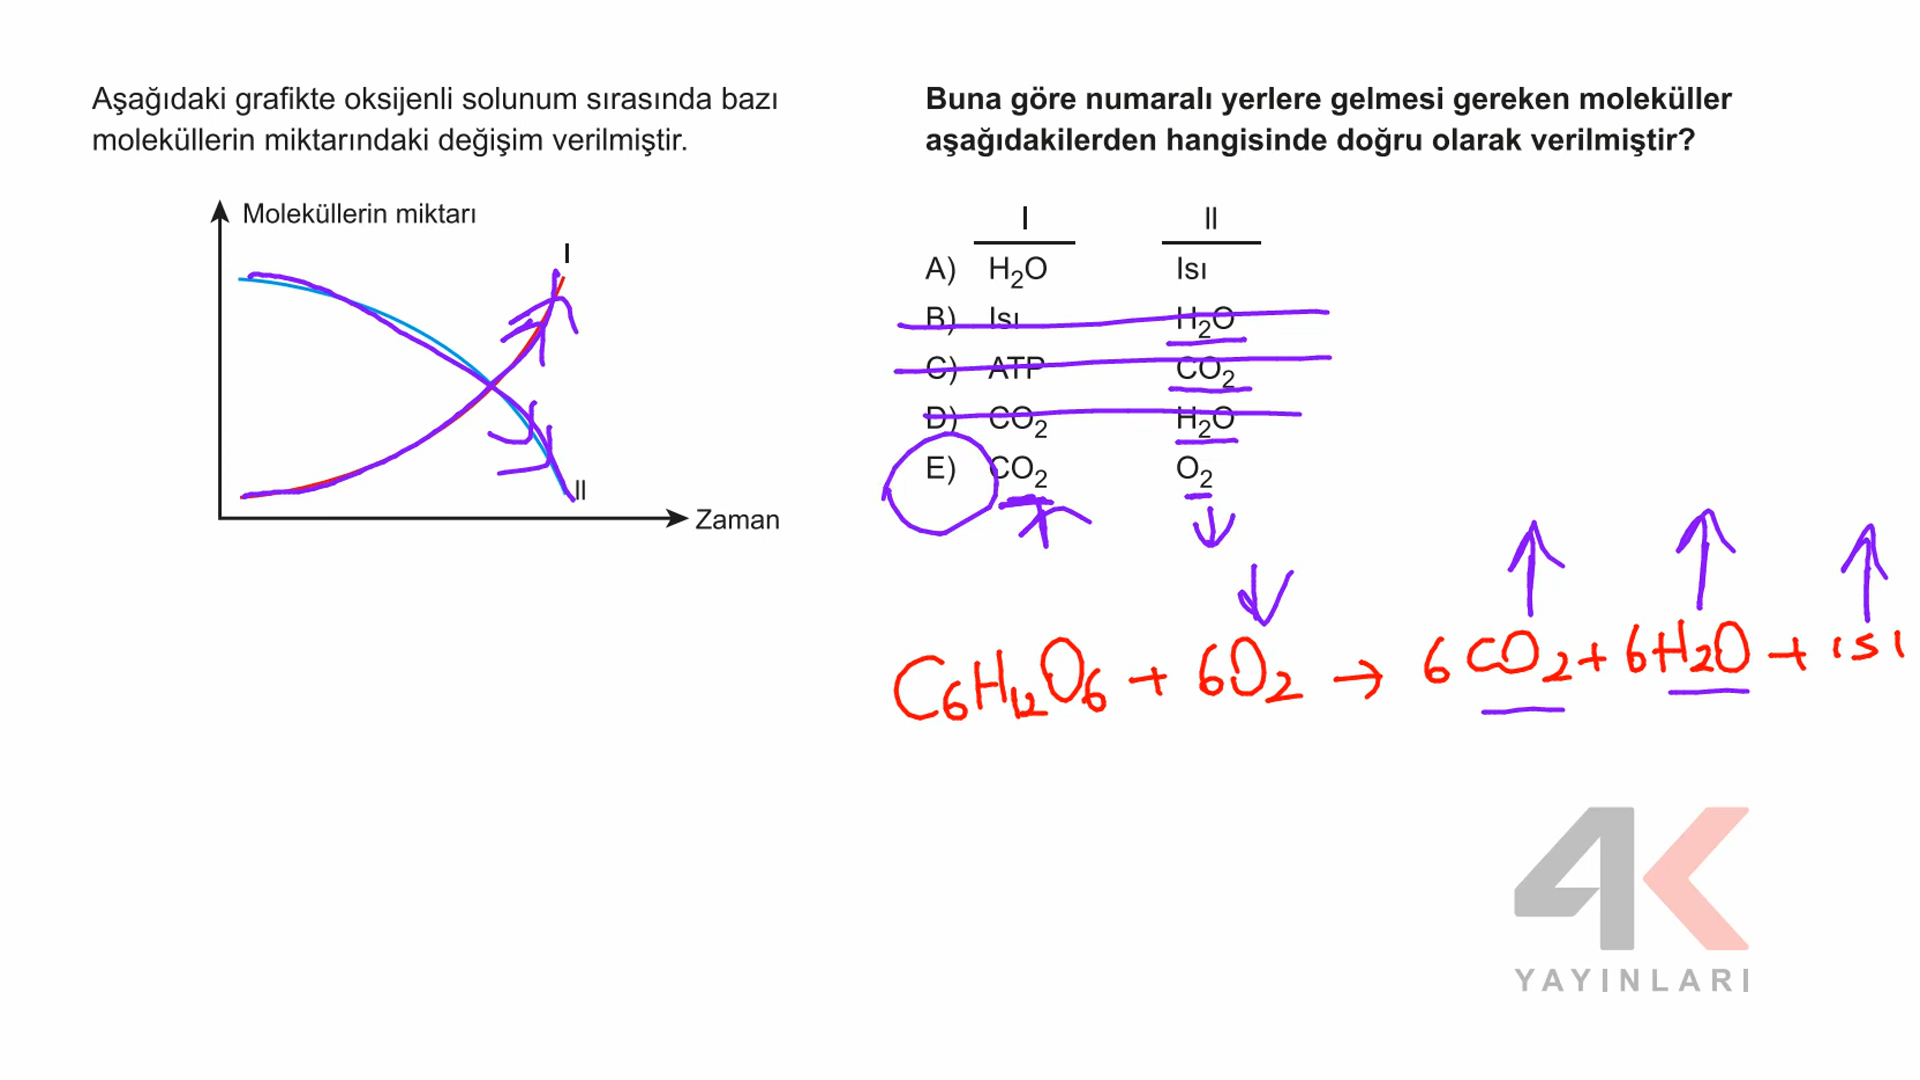 Aşağıdaki grafikte oksijenli solunum sırasında bazı
moleküllerin miktarındaki değişim verilmiştir.
Moleküllerin miktarı
I
II
Zaman
Buna göre numaralı yerlere gelmesi gereken moleküller
aşağıdakilerden hangisinde doğru olarak verilmiştir?
I II
A) H₂O Isı
B) Isı H₂O
C) ATP CO₂
D) CO₂ H₂O
E) CO₂ O₂
C₆H₁₂O₆ + 6O₂ → 6CO₂ + 6H₂O + ısı
4K
YAYINLARI